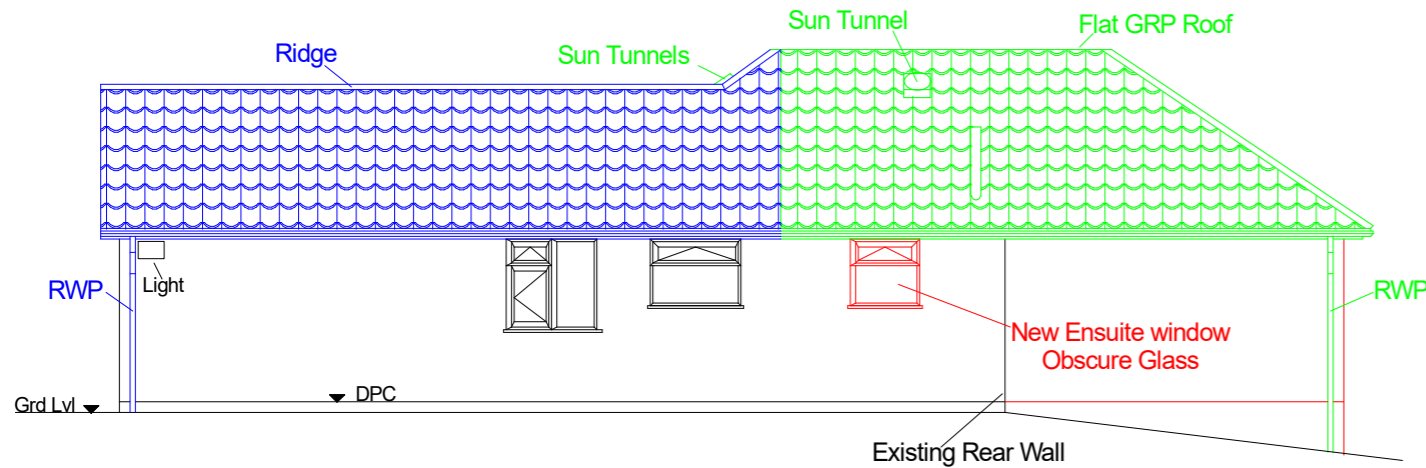 Sun Tunnel
Flat GRP Roof
Ridge
Sun Tunnels
Light
RWP
RWP
New Ensuite window
Obscure Glass
DPC
Grd Lvl
Existing Rear Wall